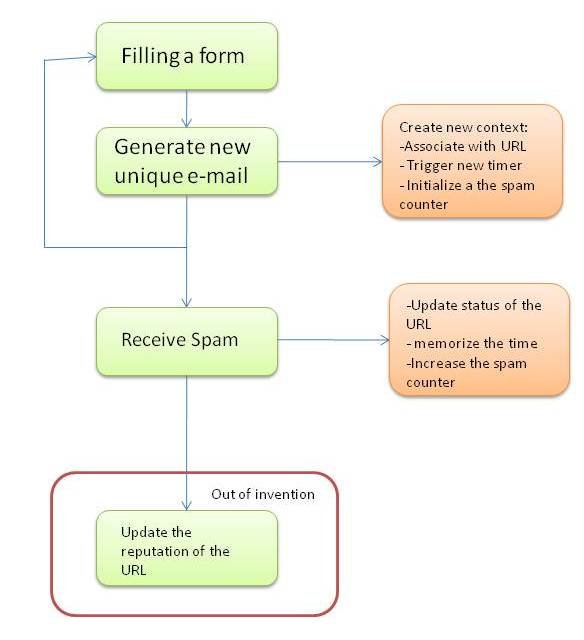 Filling a form
Generate new
unique e-mail
Create new context:
-Associate with URL
- Trigger new timer
- Initialize a the spam
counter
Receive Spam
-Update status of the
URL
- memorize the time
-Increase the spam
counter
Out of invention
Update the
reputation of the
URL